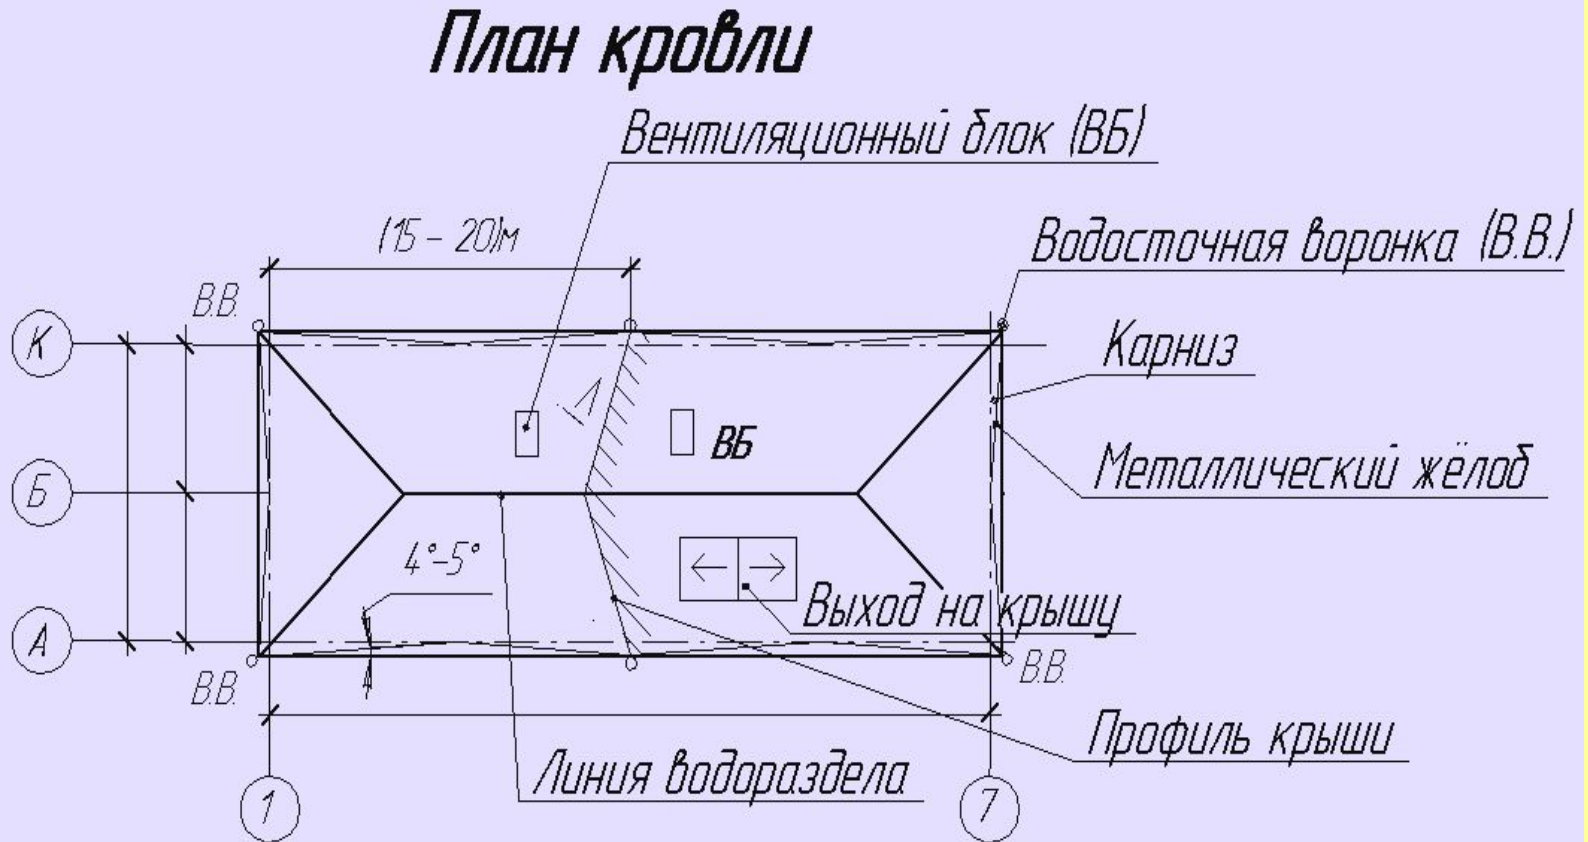 План кровли
Вентиляционный блок (ВБ)
(15 – 20)м
Водосточная воронка (В.В.)
В.В.
К
Карниз
ВБ
Металлический жёлоб
Б
4°–5°
Выход на крышу
А
В.В.
В.В.
Профиль крыши
Линия водораздела
1
7